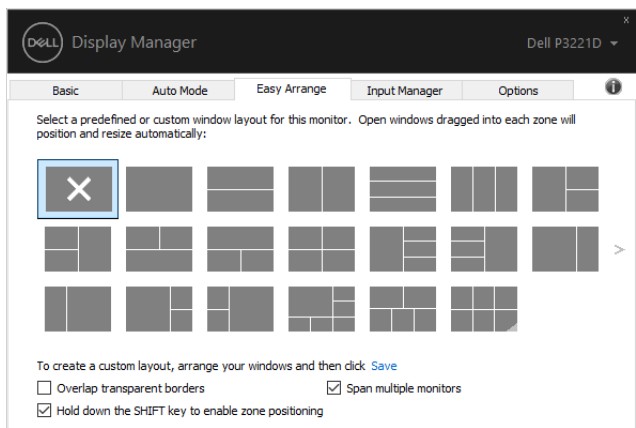 x
DELL Display Manager Dell P3221D
Basic Auto Mode Easy Arrange Input Manager Options i
Select a predefined or custom window layout for this monitor. Open windows dragged into each zone will
position and resize automatically:
>
To create a custom layout, arrange your windows and then click Save
Overlap transparent borders Span multiple monitors
Hold down the SHIFT key to enable zone positioning